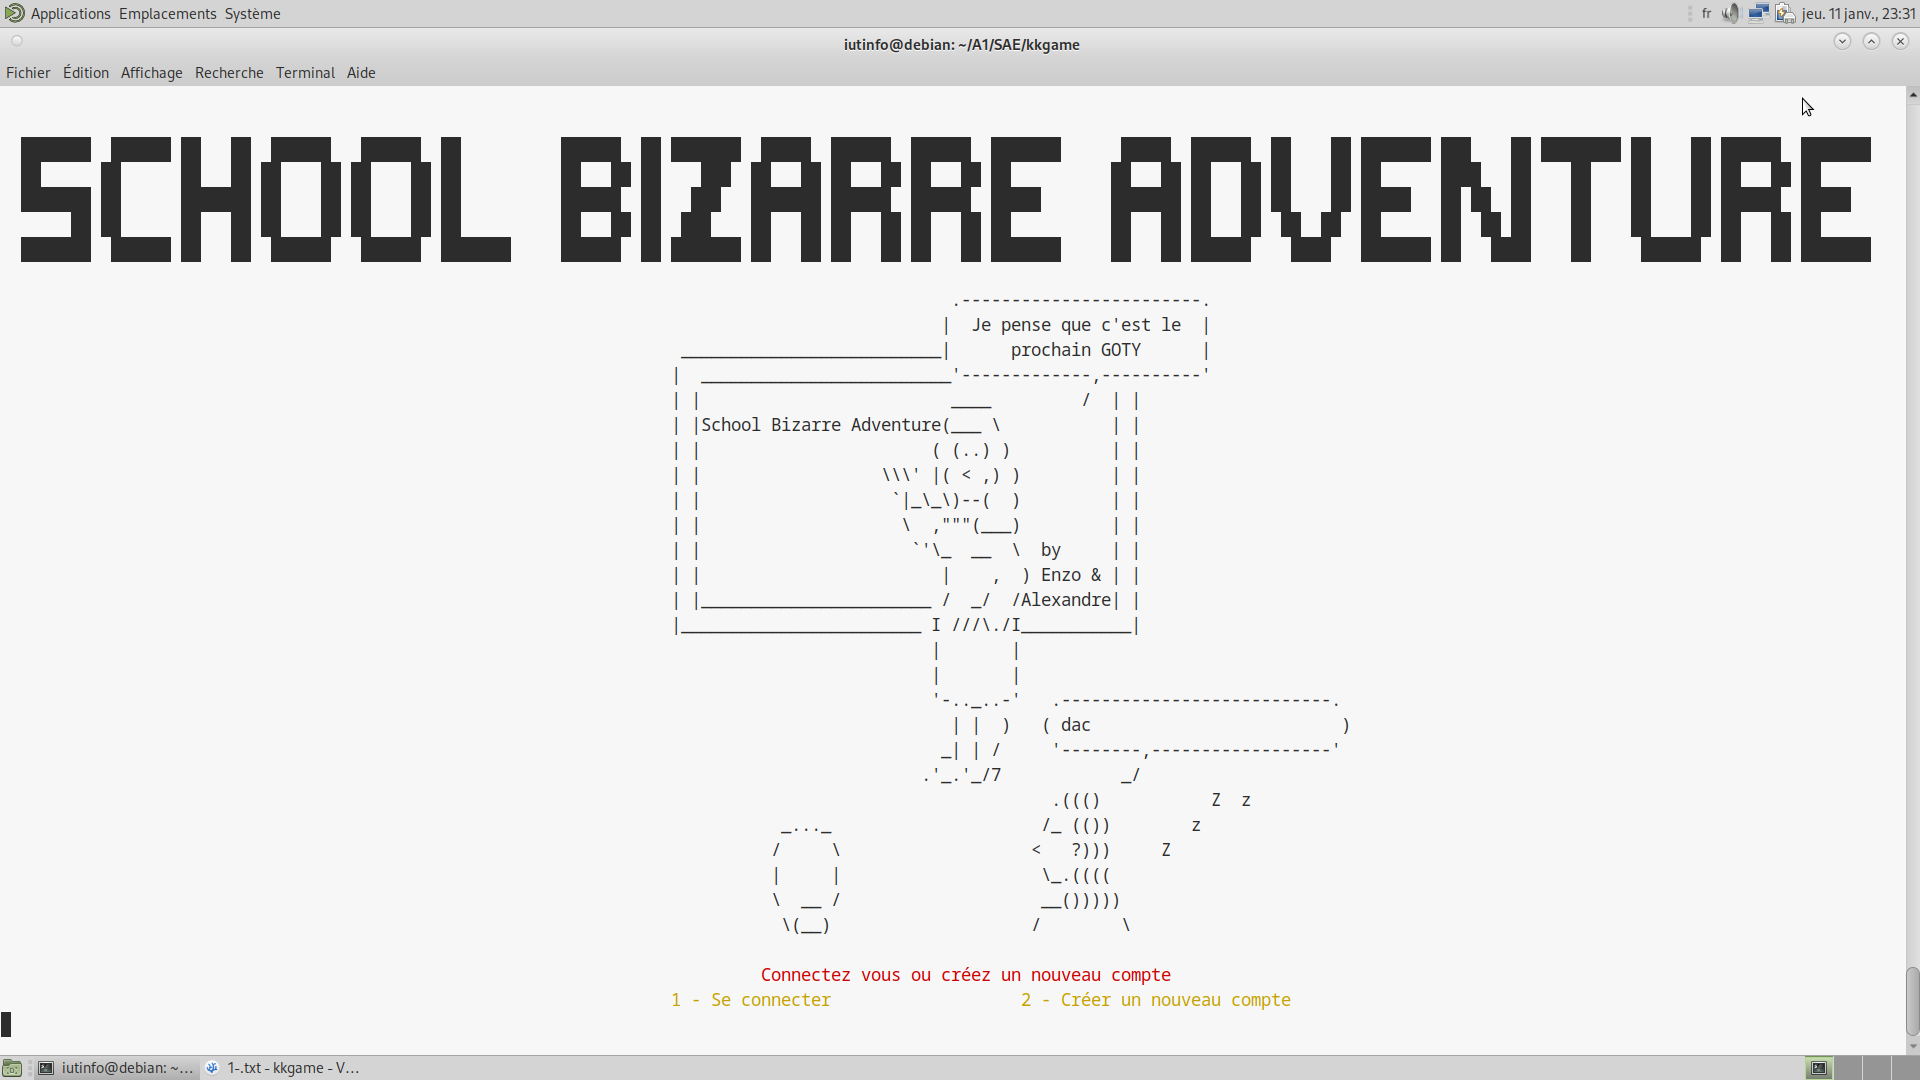 Applications Emplacements Système
fr jeu. 11 janv., 23:31
iutinfo@debian: ~/A1/SAE/kkgame
Fichier Édition Affichage Recherche Terminal Aide
SCHOOL BIZARRE ADVENTURE
Je pense que c'est le
prochain GOTY
School Bizarre Adventure
by
Enzo &
Alexandre
dac
Z z
z
Z
Connectez vous ou créez un nouveau compte
1 - Se connecter 2 - Créer un nouveau compte
iutinfo@debian: ~... 1-.txt - kkgame - V...